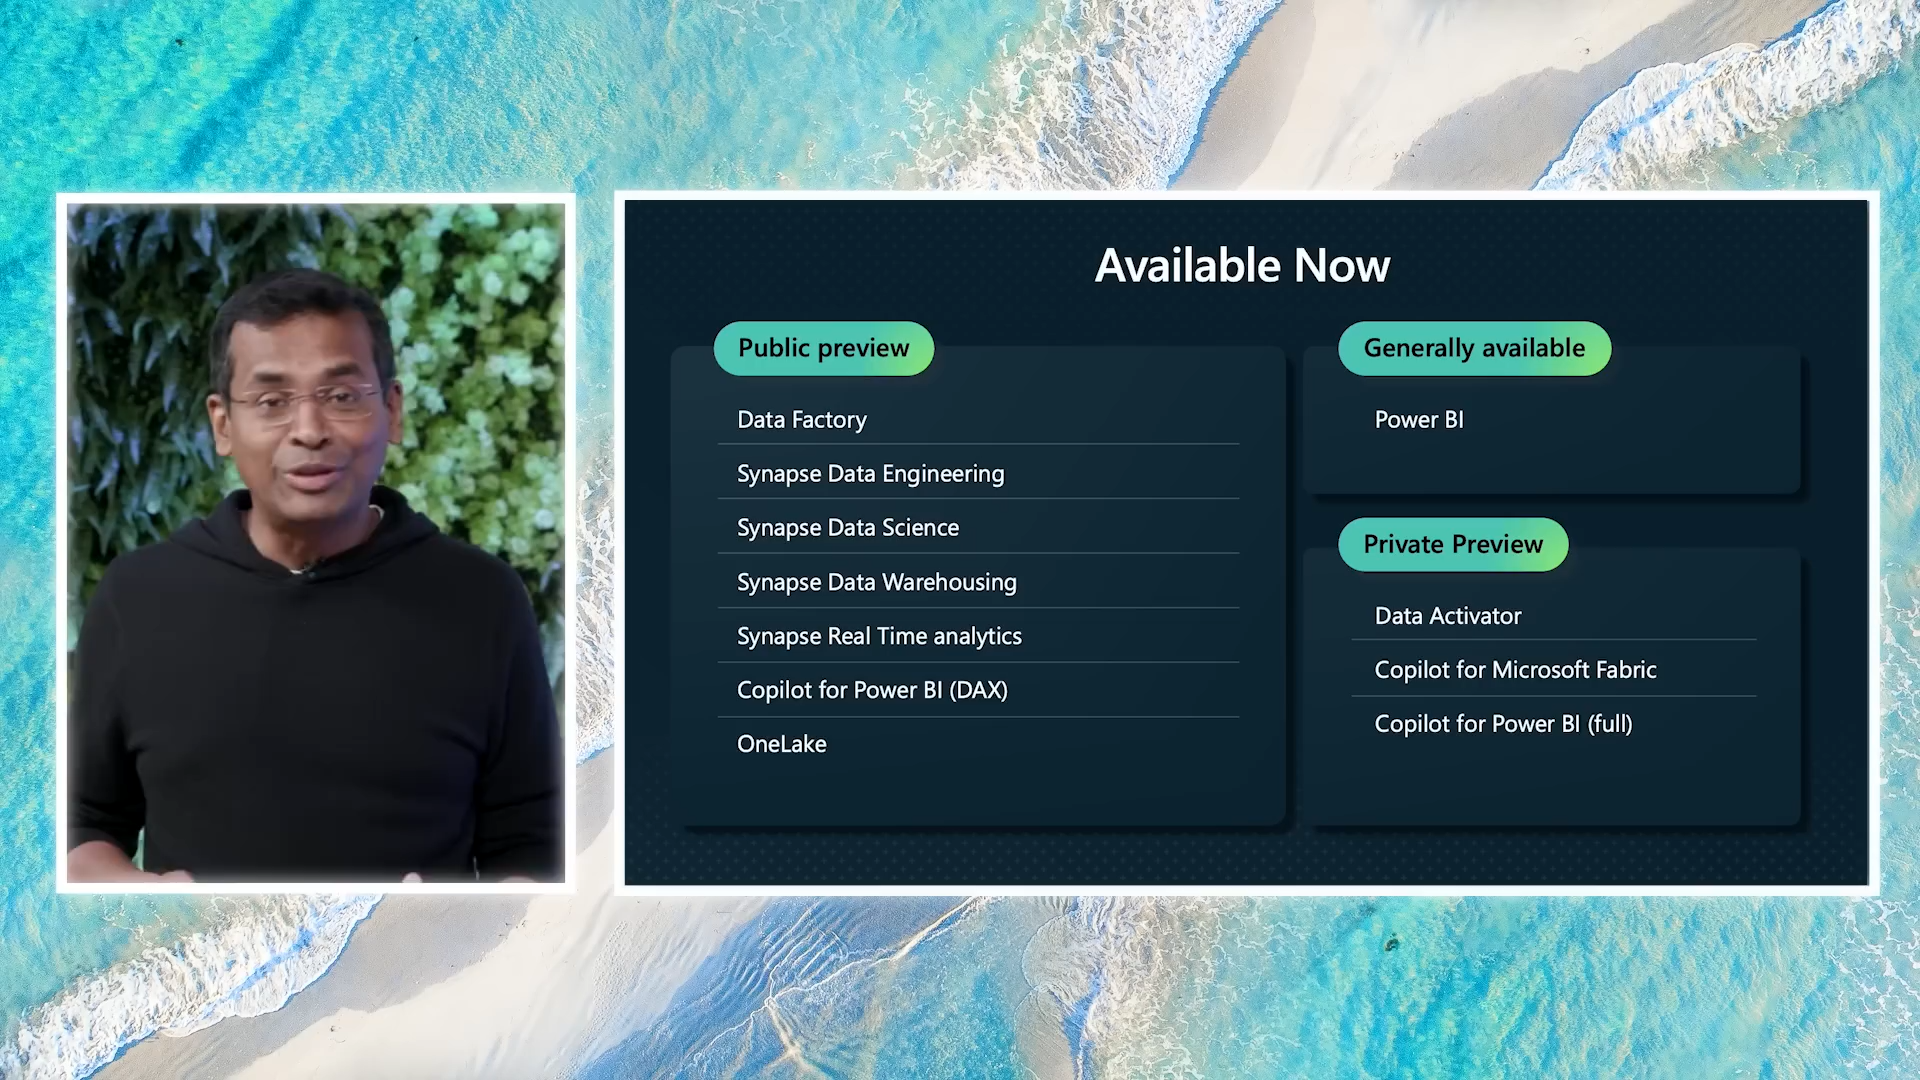 Available Now
Public preview
Data Factory
Synapse Data Engineering
Synapse Data Science
Synapse Data Warehousing
Synapse Real Time analytics
Copilot for Power BI (DAX)
OneLake
Generally available
Power BI
Private Preview
Data Activator
Copilot for Microsoft Fabric
Copilot for Power BI (full)